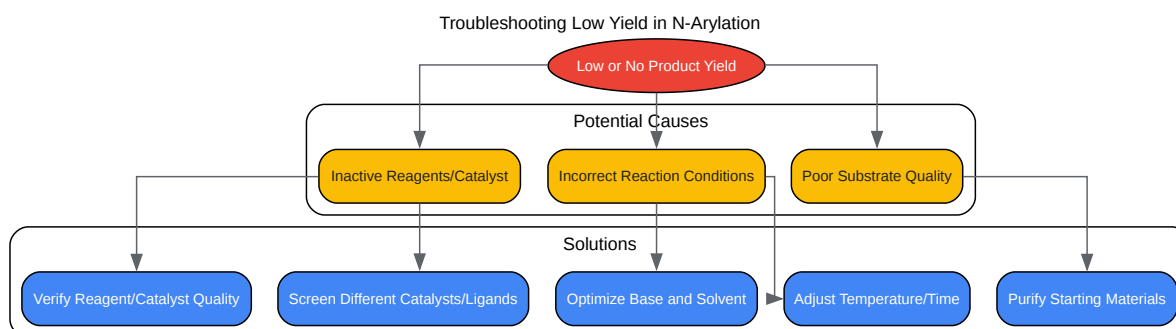 Troubleshooting Low Yield in N-Arylation
Low or No Product Yield
Potential Causes
Inactive Reagents/Catalyst
Incorrect Reaction Conditions
Poor Substrate Quality
Solutions
Verify Reagent/Catalyst Quality
Screen Different Catalysts/Ligands
Optimize Base and Solvent
Adjust Temperature/Time
Purify Starting Materials